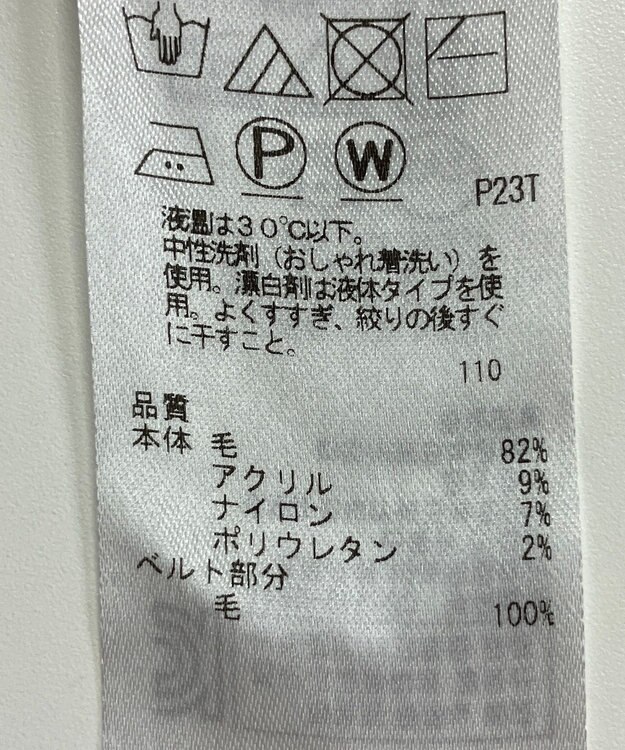 P W
P23T
液温は30℃以下。
中性洗剤(おしゃれ着洗い)を
使用。漂白剤は液体タイプを使
用。よくすすぎ、絞りの後すぐ
に干すこと。
110
品質
本体 毛 82%
アクリル 9%
ナイロン 7%
ポリウレタン 2%
ベルト部分
毛 100%